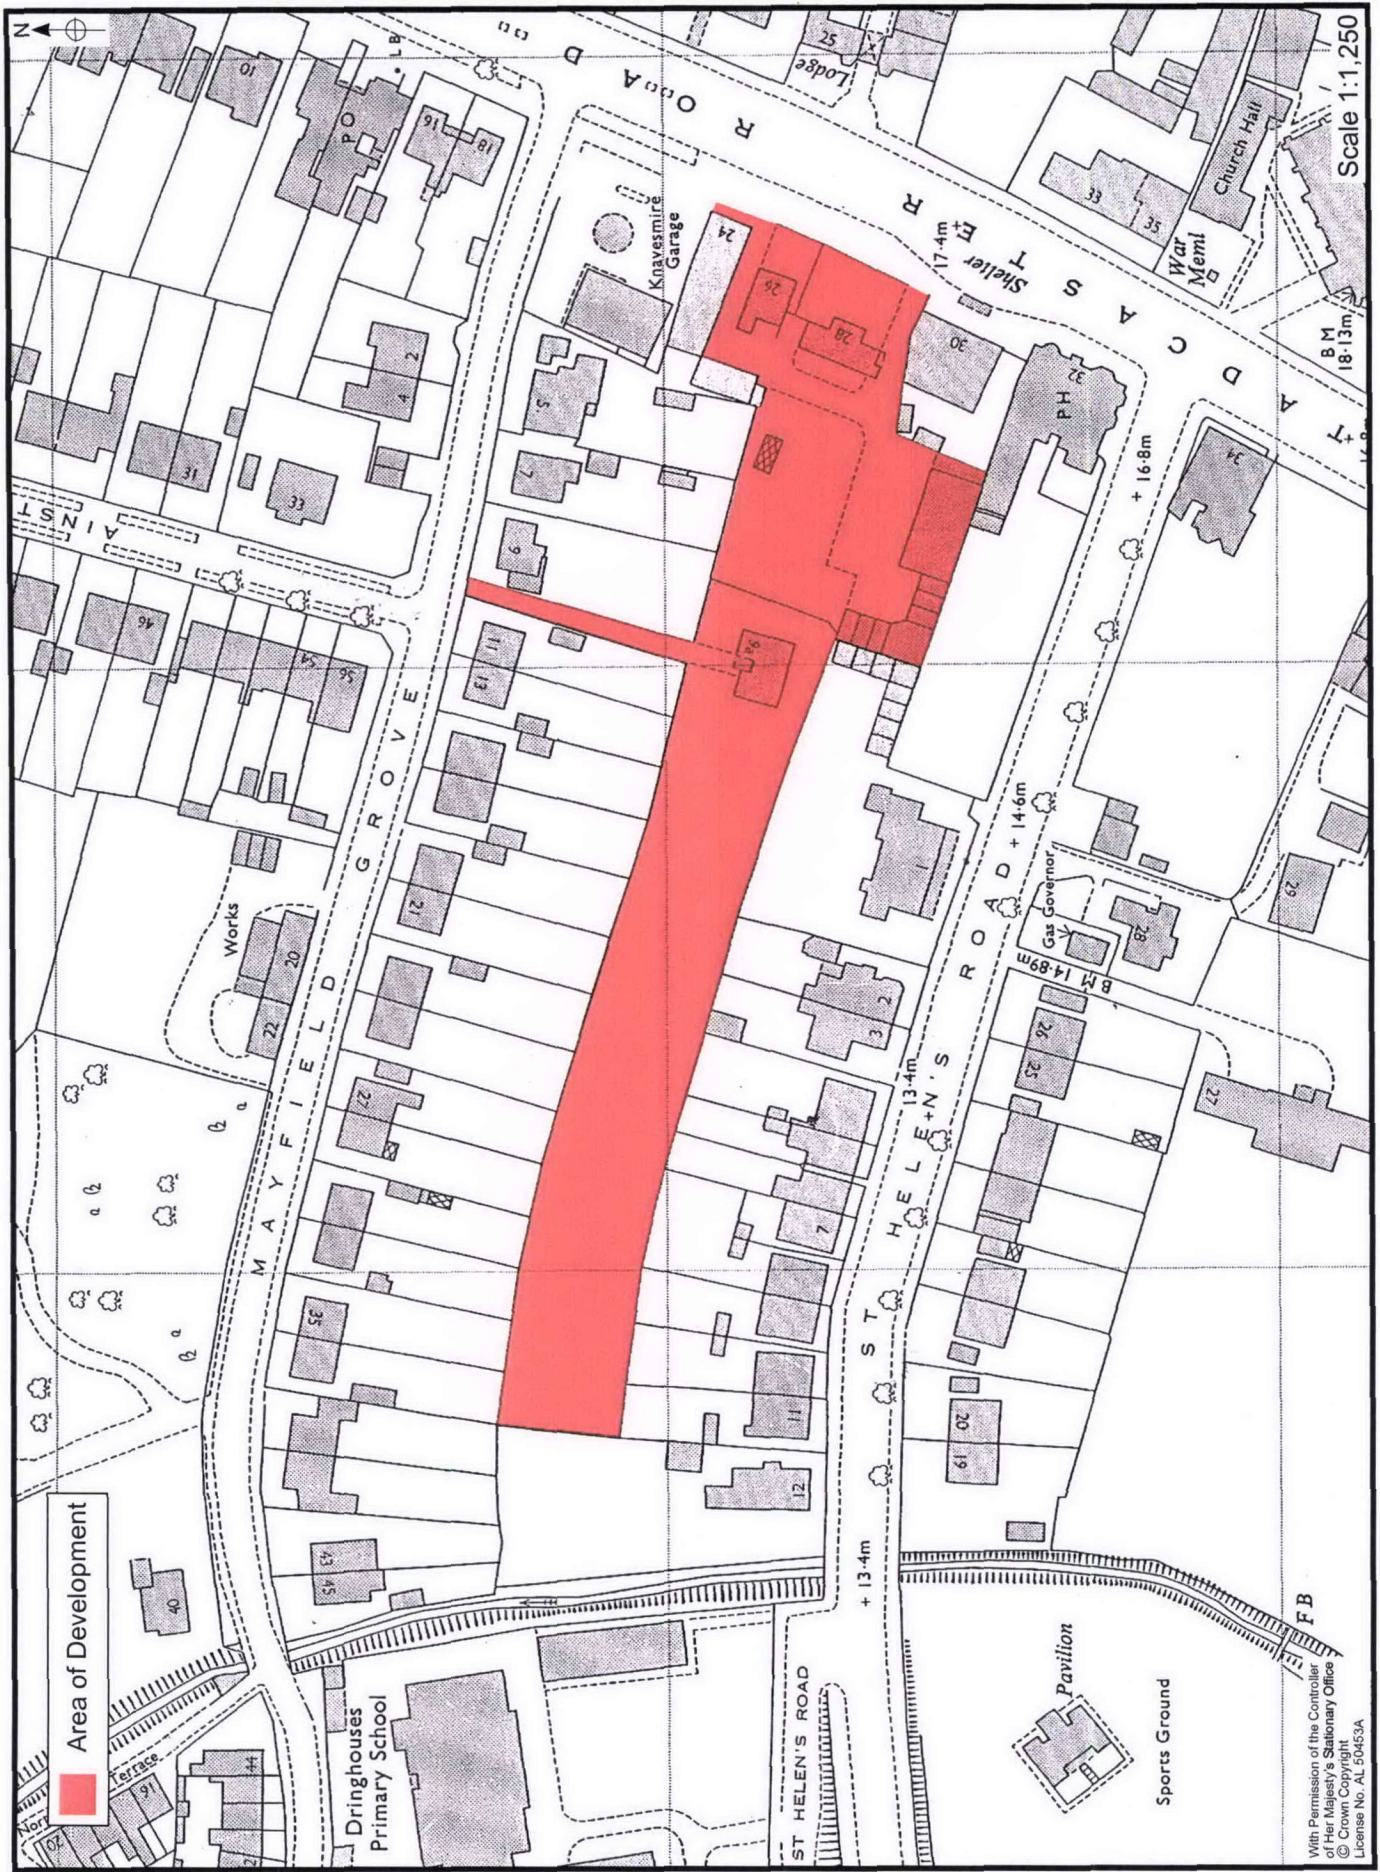 Area of Development
N
Scale 1:1,250
MAYFIELD GROVE
ST HELEN'S ROAD
ST HELEN'S ROAD
TADCASTER ROAD
AINST
Terrace
Works
PO
LB
Knavesmire
Garage
Lodge
Shelter
17.4m
War
Meml
Church Hall
BM
18.13m
PH
+ 16.8m
+ 14.6m
Gas Governor
BM 14.89m
13.4m
+ 13.4m
Dringhouses
Primary School
Pavilion
Sports Ground
FB
10
16
18
2
4
31
33
46
54
56
5
7
9
9a
11
13
21
27
35
43
45
40
44
20
22
16
20
24
26
28
30
32
34
33
35
1
2
3
7
11
12
19
20
25
26
27
28
29
With Permission of the Controller
of Her Majesty's Stationary Office
© Crown Copyright
License No. AL 50453A